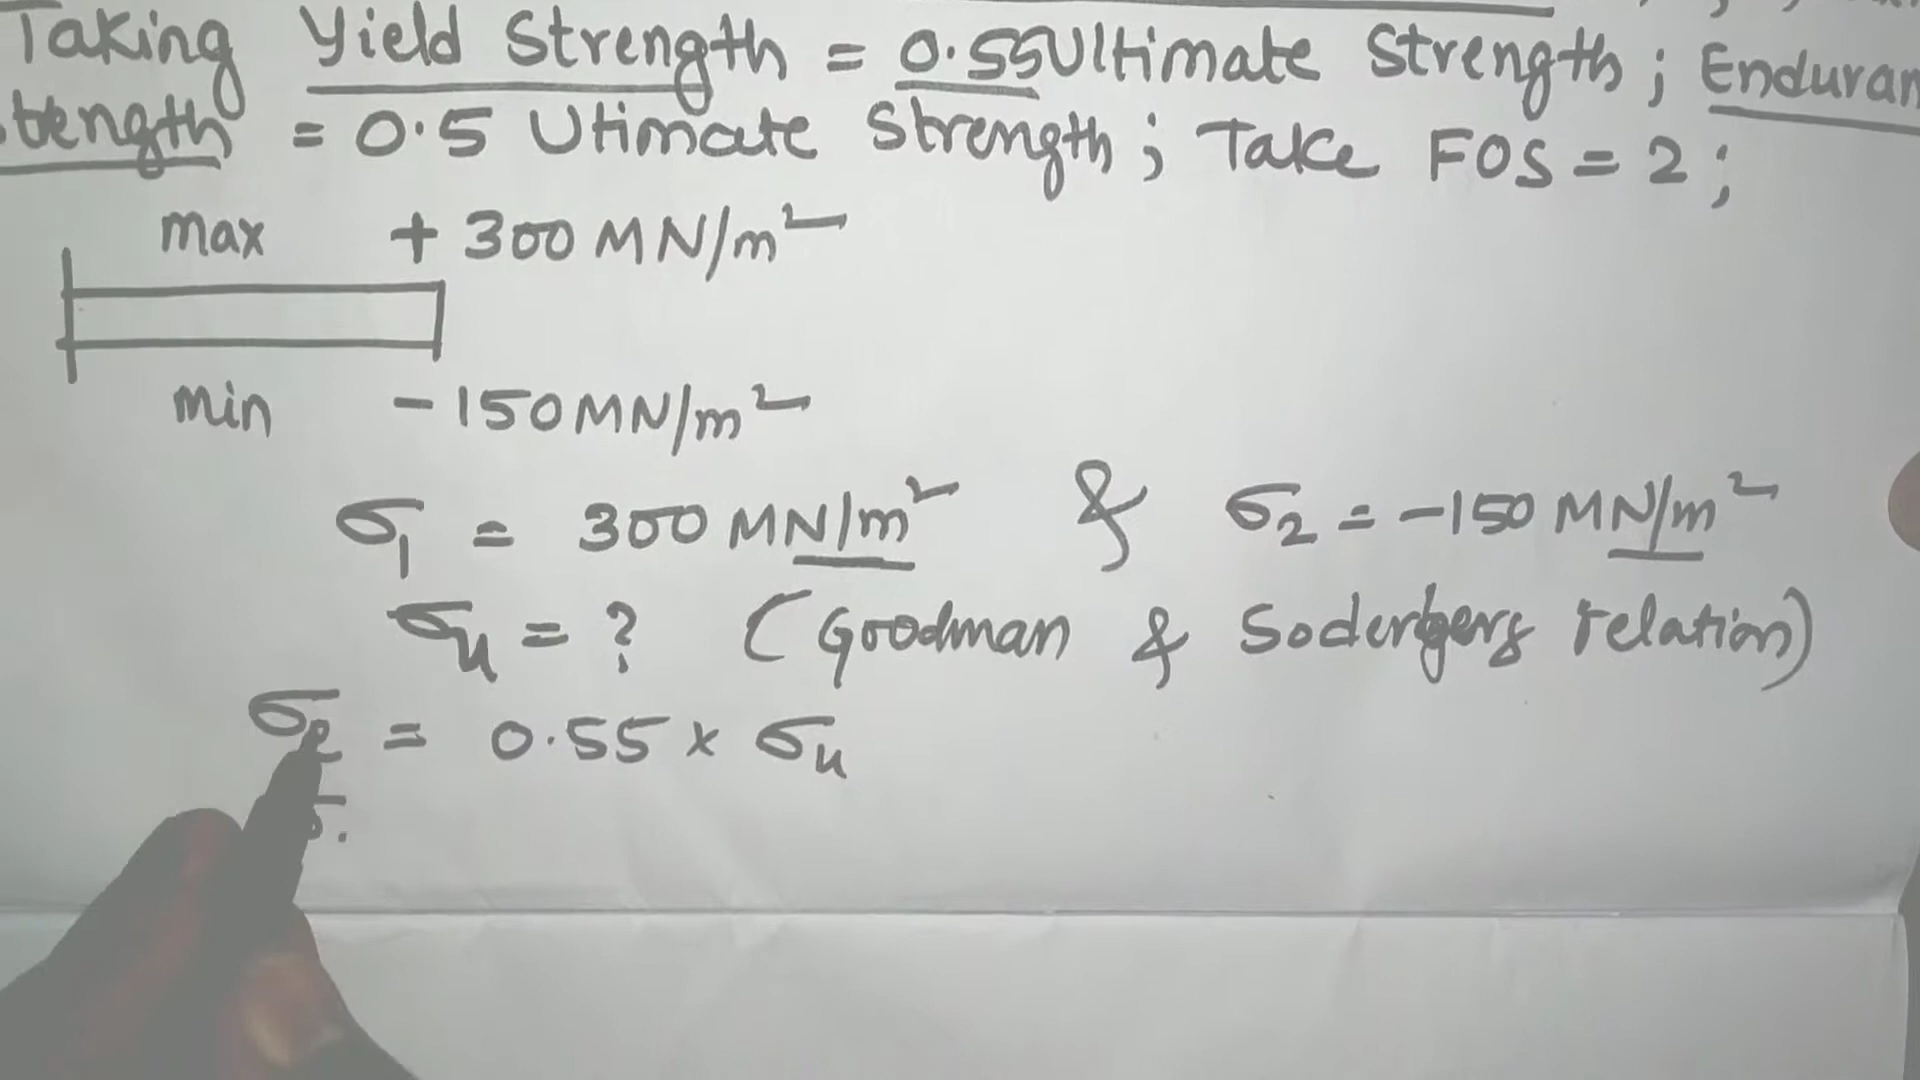 Taking Yield Strength = 0.55Ultimate Strength; Enduran
tength = 0.5 Utimate Strength; Take FOS = 2;
max + 300 MN/m²
min - 150 MN/m²
σ₁ = 300 MN/m² & σ₂ = -150 MN/m²
σᵤ = ? (Goodman & Soderbergs relation)
σₑ = 0.55 × σᵤ